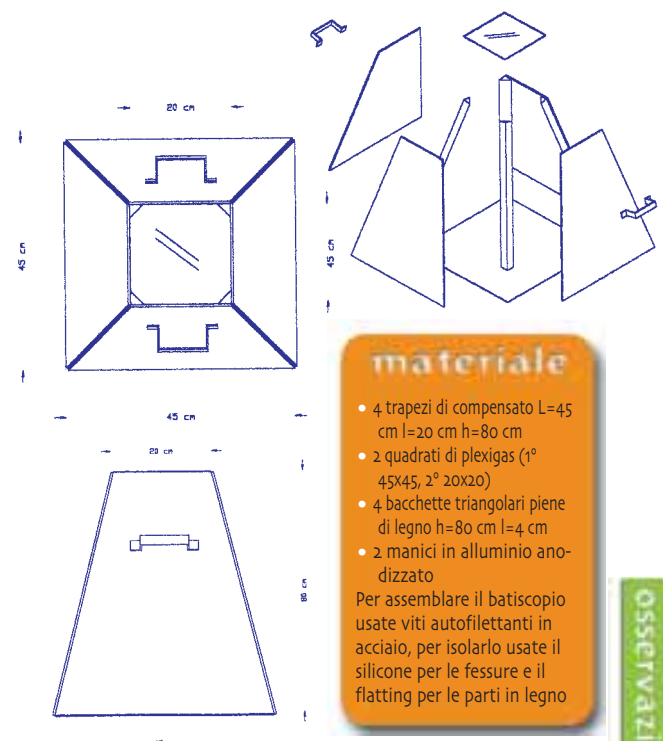 20 cm
45 cm
45 cm
materiale
• 4 trapezi di compensato L=45
cm l=20 cm h=80 cm
• 2 quadrati di plexigas (1°
45x45, 2° 20x20)
• 4 bacchette triangolari piene
di legno h=80 cm l=4 cm
• 2 manici in alluminio ano-
dizzato
Per assemblare il batiscopio
usate viti autofilettanti in
acciaio, per isolarlo usate il
silicone per le fessure e il
flatting per le parti in legno
45 cm
20 cm
80 cm
osservazi